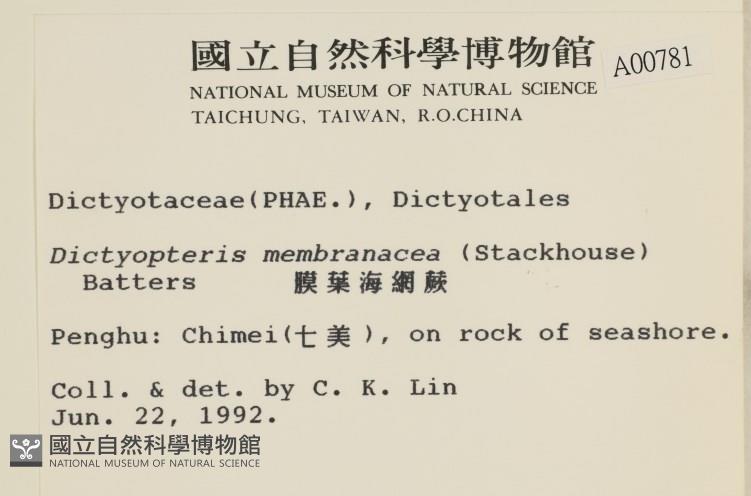 國立自然科學博物館
A00781
NATIONAL MUSEUM OF NATURAL SCIENCE
TAICHUNG, TAIWAN, R.O.CHINA
Dictyotaceae(PHAE.), Dictyotales
Dictyopteris membranacea (Stackhouse)
Batters 膜葉海網蕨
Penghu: Chimei(七美), on rock of seashore.
Coll. & det. by C. K. Lin
Jun. 22, 1992.
國立自然科學博物館
NATIONAL MUSEUM OF NATURAL SCIENCE